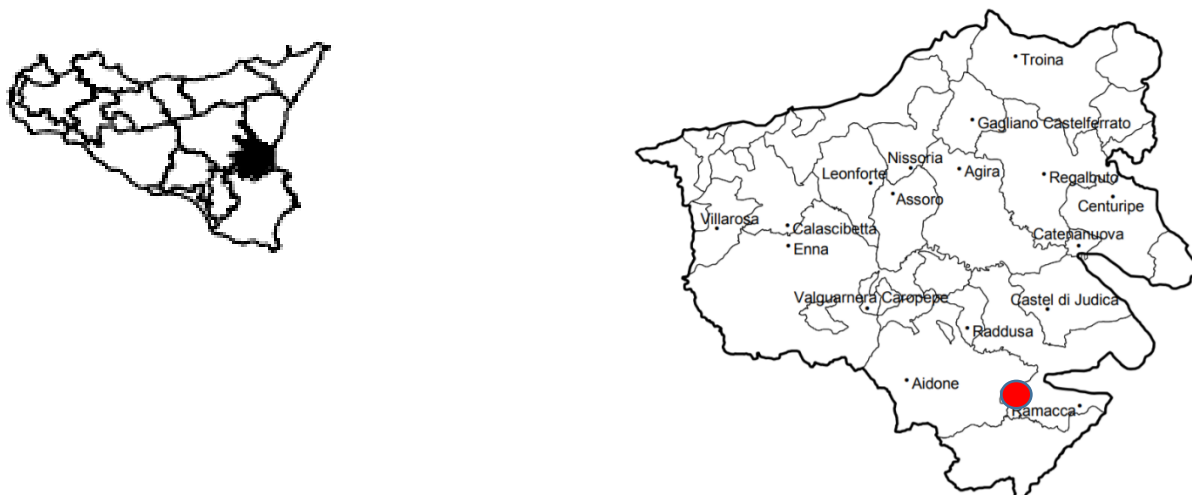 Troina
Gagliano Castelferrato
Nissoria
Leonforte
Agira
Regalbuto
Assoro
Centuripe
Villarosa
Calascibetta
Catenanuova
Enna
Valguarnera Caropepe
Castel di Judica
Raddusa
Aidone
Ramacca